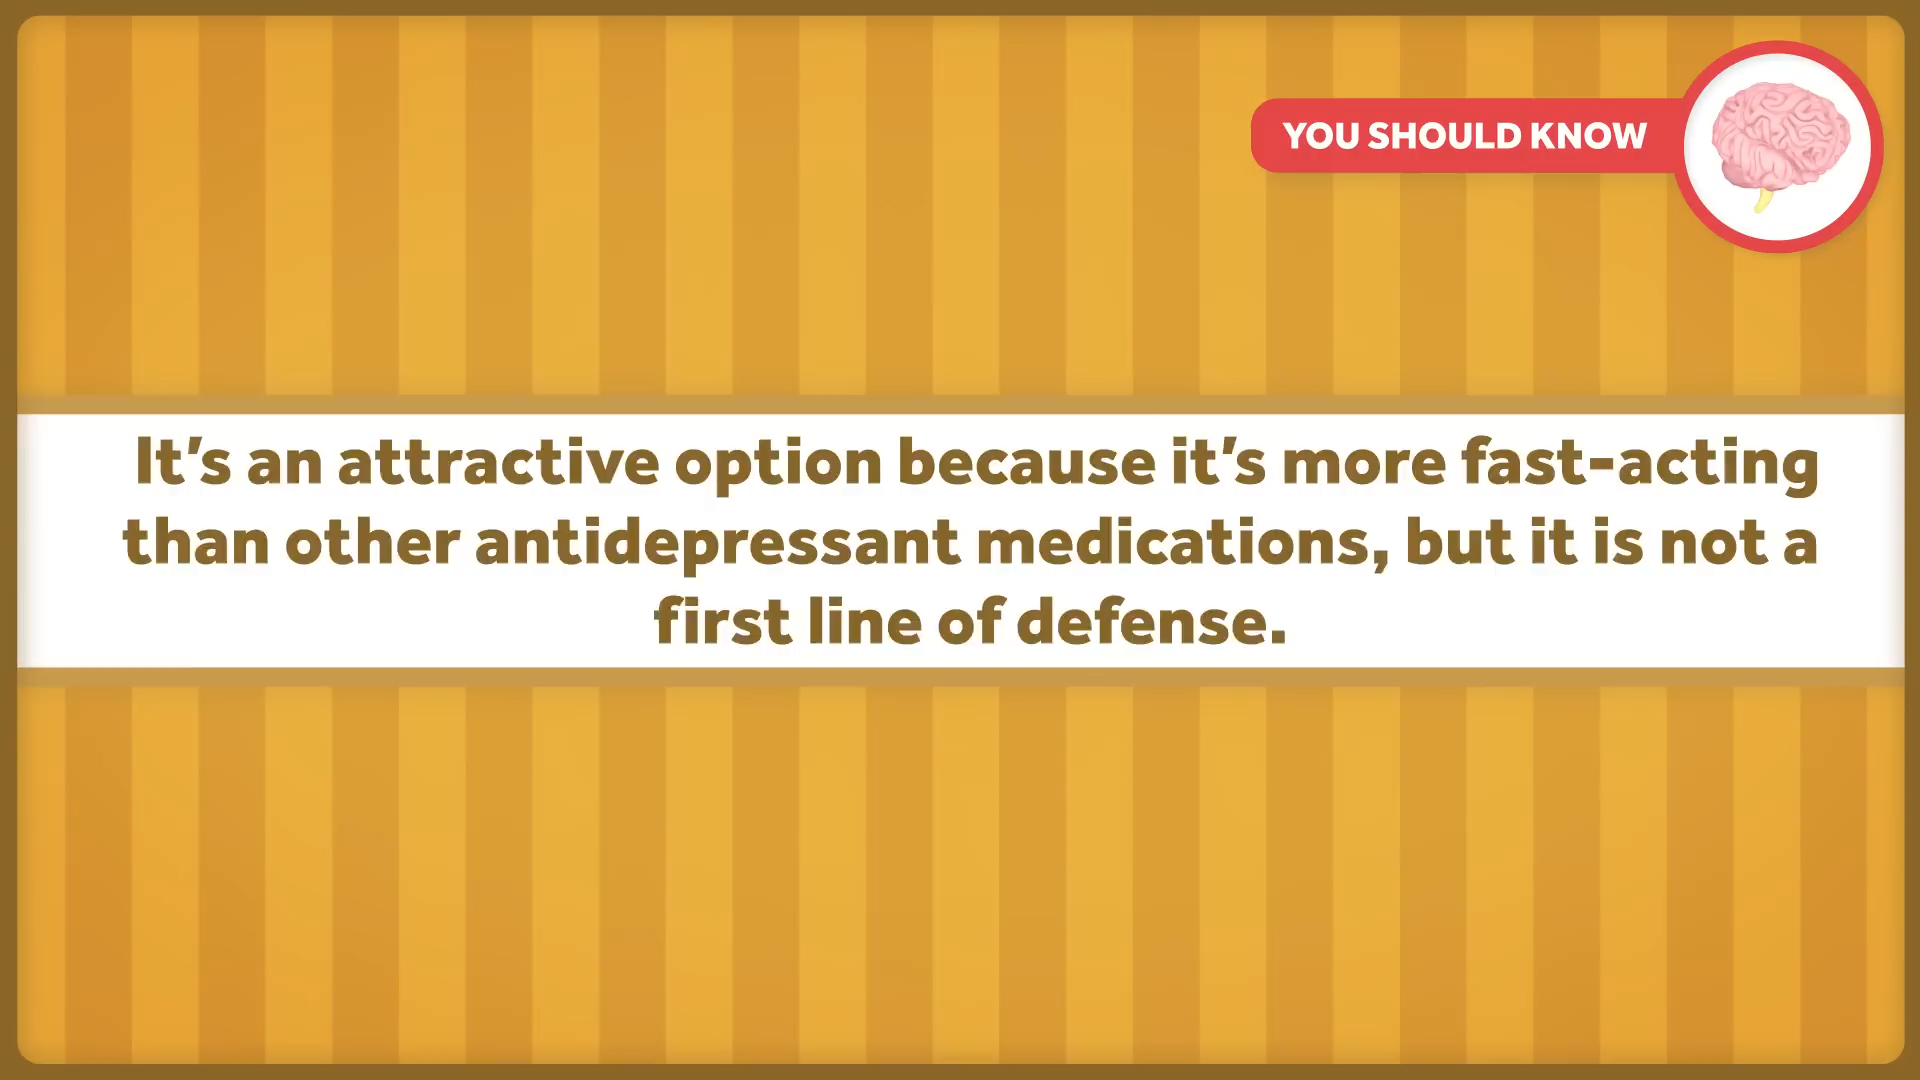 YOU SHOULD KNOW
It’s an attractive option because it’s more fast-acting
than other antidepressant medications, but it is not a
first line of defense.